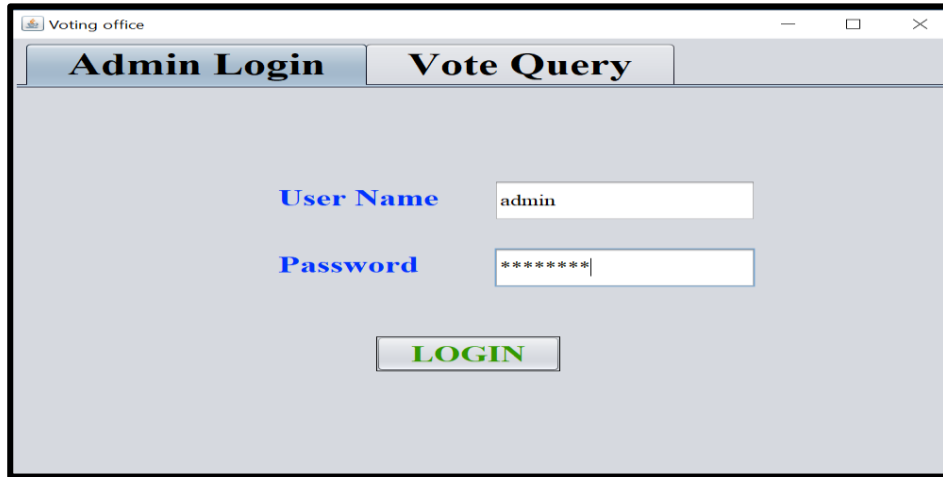 Voting office
Admin Login Vote Query
User Name admin
Password ********
LOGIN